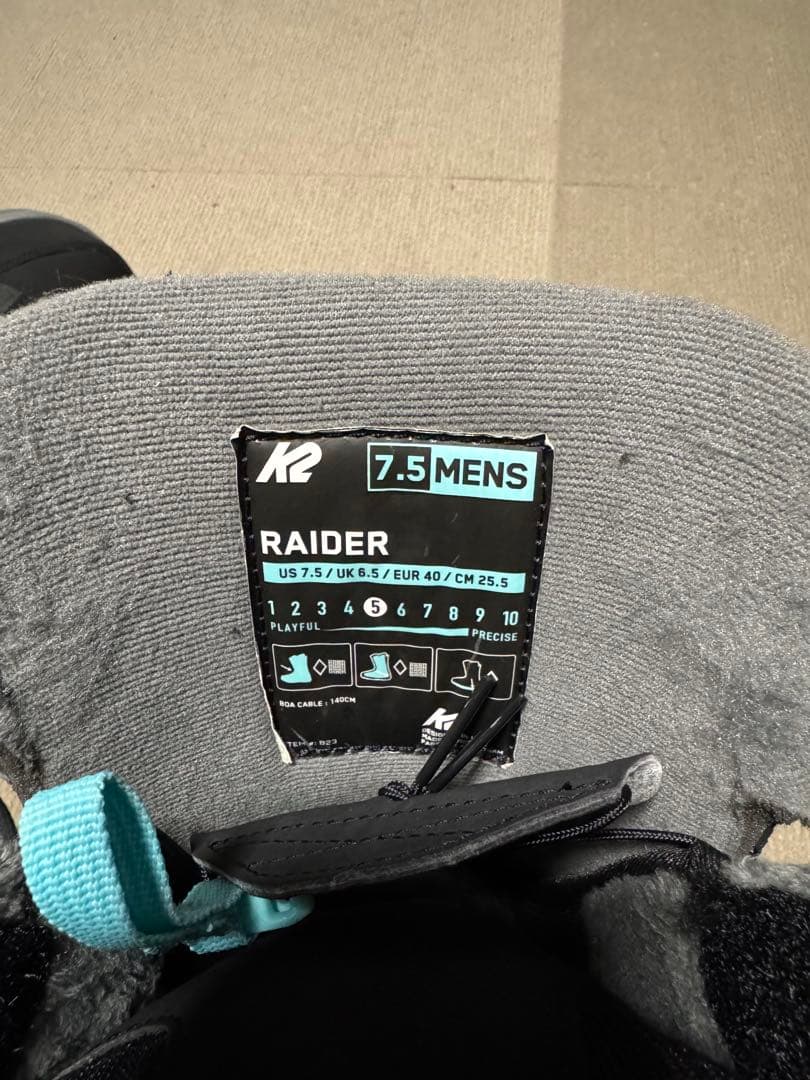 K2 7.5 MENS
RAIDER
US 7.5 / UK 6.5 / EUR 40 / CM 25.5
1 2 3 4 5 6 7 8 9 10
PLAYFUL PRECISE
BOA CABLE : 140CM
K2